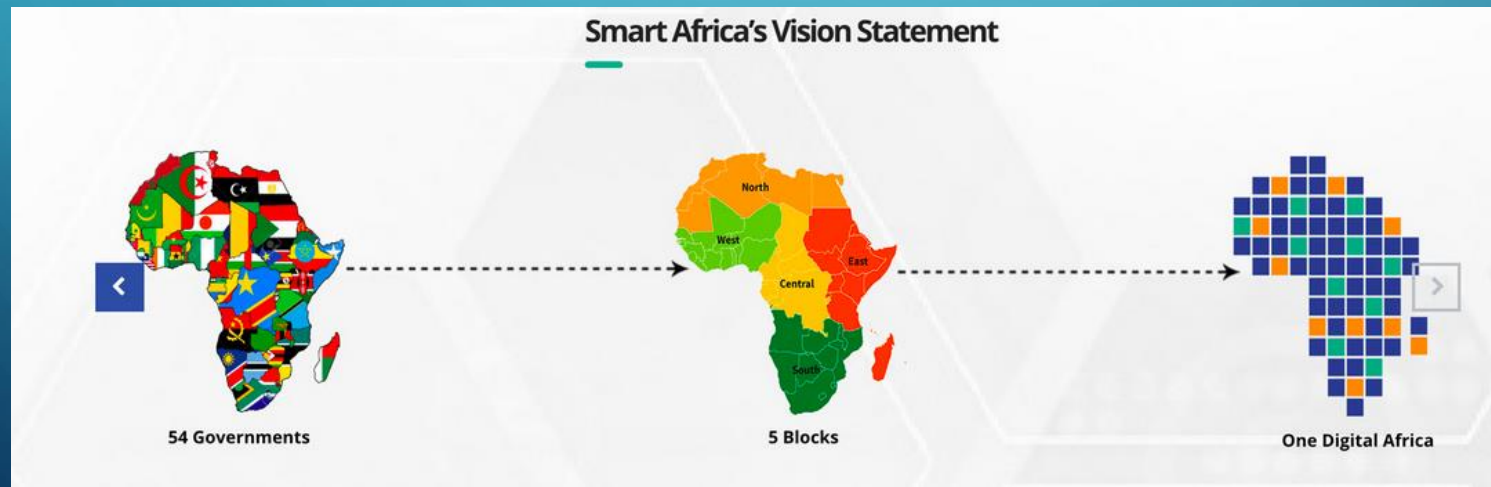 Smart Africa's Vision Statement
North
West
East
Central
South
54 Governments
5 Blocks
One Digital Africa